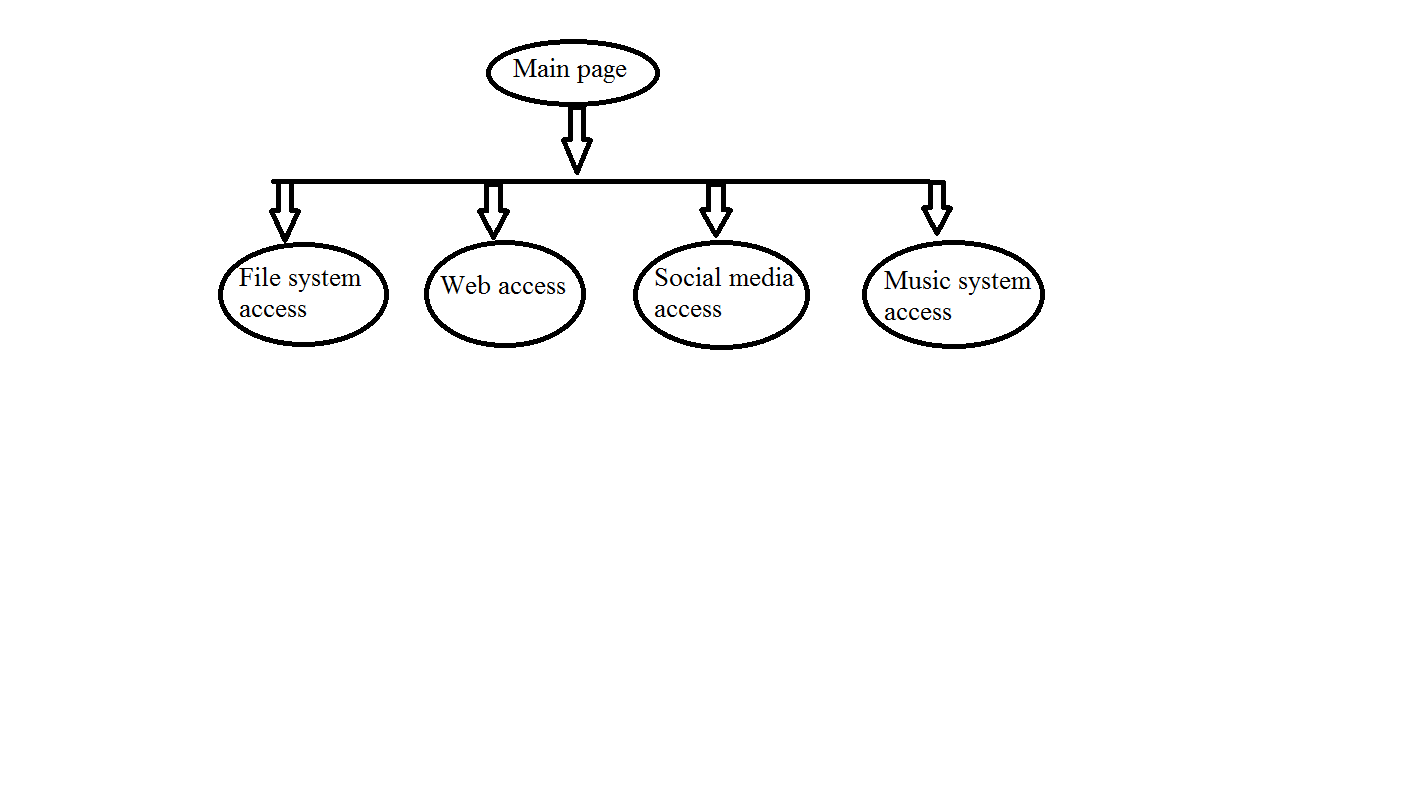 Main page
File system
access
Web access
Social media
access
Music system
access